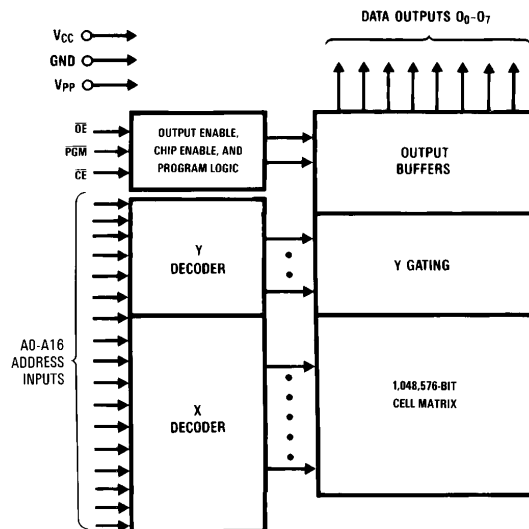 DATA OUTPUTS O0-O7
VCC
GND
VPP
OE
PGM
CE
OUTPUT ENABLE,
CHIP ENABLE, AND
PROGRAM LOGIC
OUTPUT
BUFFERS
Y
DECODER
Y GATING
A0-A16
ADDRESS
INPUTS
X
DECODER
1,048,576-BIT
CELL MATRIX